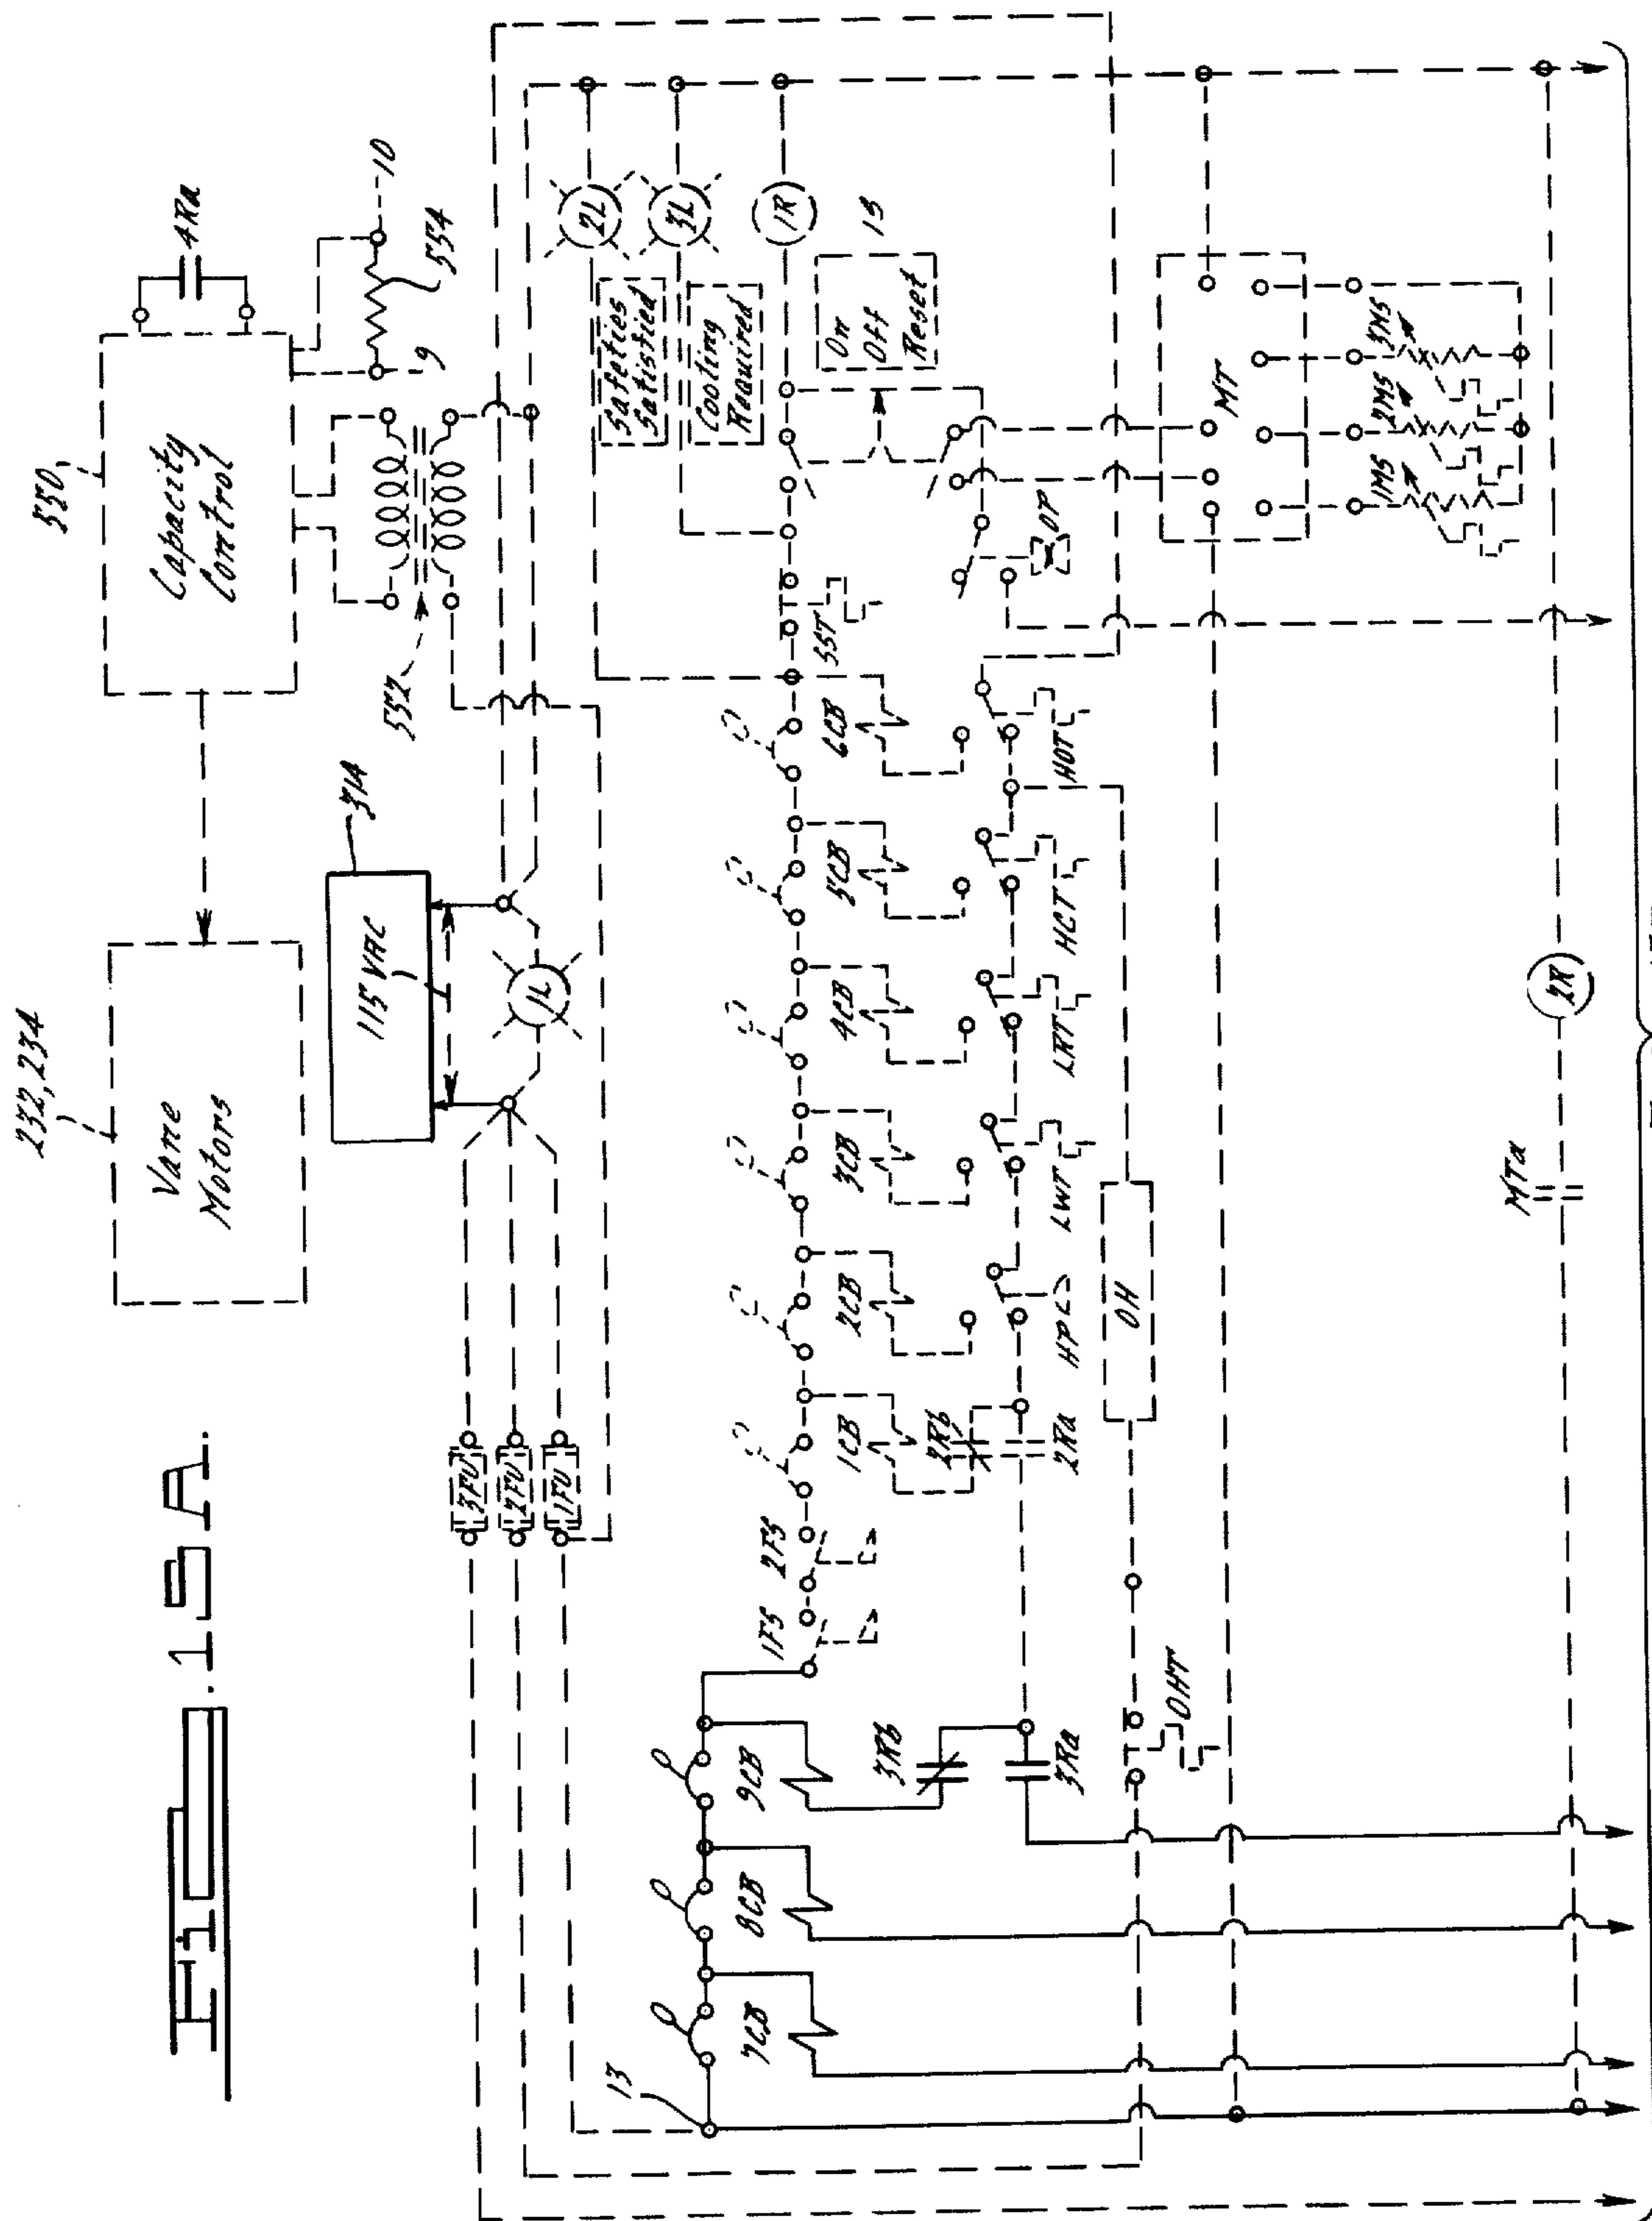 Fig. 15A.
232, 234
Vane
Motors
550
Capacity
Control
4Ra
10
9
554
552
314
115 VAC
1L
3FU
2FU
1FU
2L
3L
1R
Safeties
Satisfied
Cooling
Required
On
Off
Reset
1S
13
7CB
8CB
9CB
1FS
2FS
1CB
2CB
3CB
4CB
5CB
6CB
SST
3Rb
3Ra
2Rb
2Ra
HP
LWT
LRT
HCT
HOT
OP
OHT
OH
MT
1MS
2MS
3MS
MTa
2R